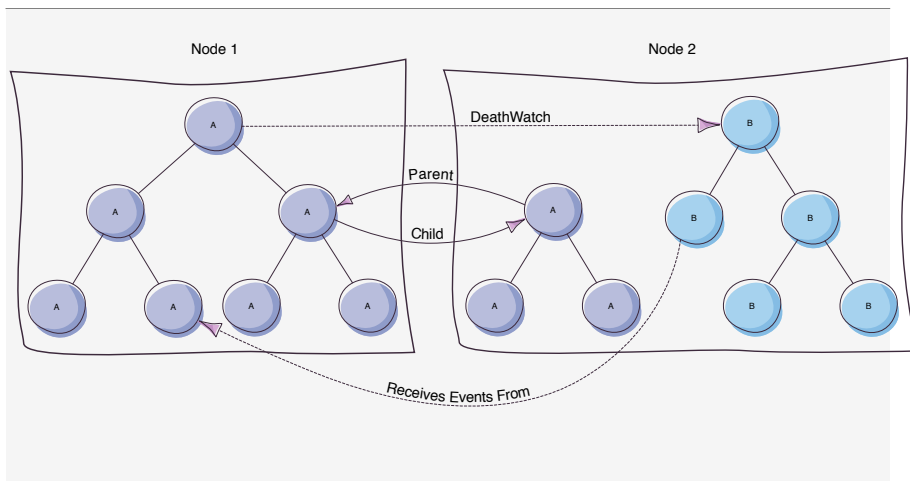 Node 1
Node 2
A
DeathWatch
B
Parent
A
A
Child
A
B
B
A
A
A
A
A
A
B
B
Receives Events From